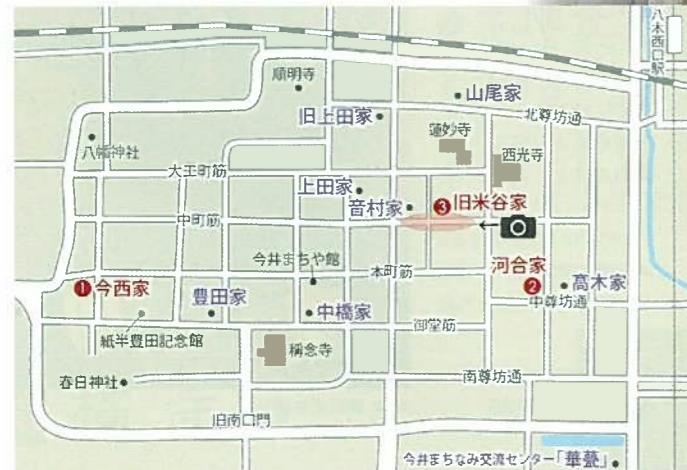 八木西口駅
順明寺
山尾家
旧上田家
北尊坊通
蓮妙寺
八幡神社
西光寺
大工町筋
上田家
音村家
❸旧米谷家
中町筋
今井まちや館
本町筋
河合家
❷
❶今西家
豊田家
高木家
中尊坊通
中橋家
御堂筋
紙半豊田記念館
稱念寺
春日神社
南尊坊通
旧南口門
今井まちなみ交流センター「華甍」